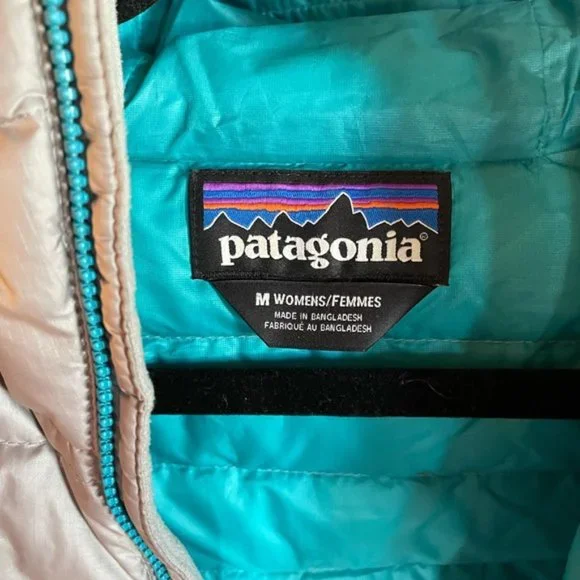 patagonia®
M WOMENS/FEMMES
MADE IN BANGLADESH
FABRIQUÉ AU BANGLADESH